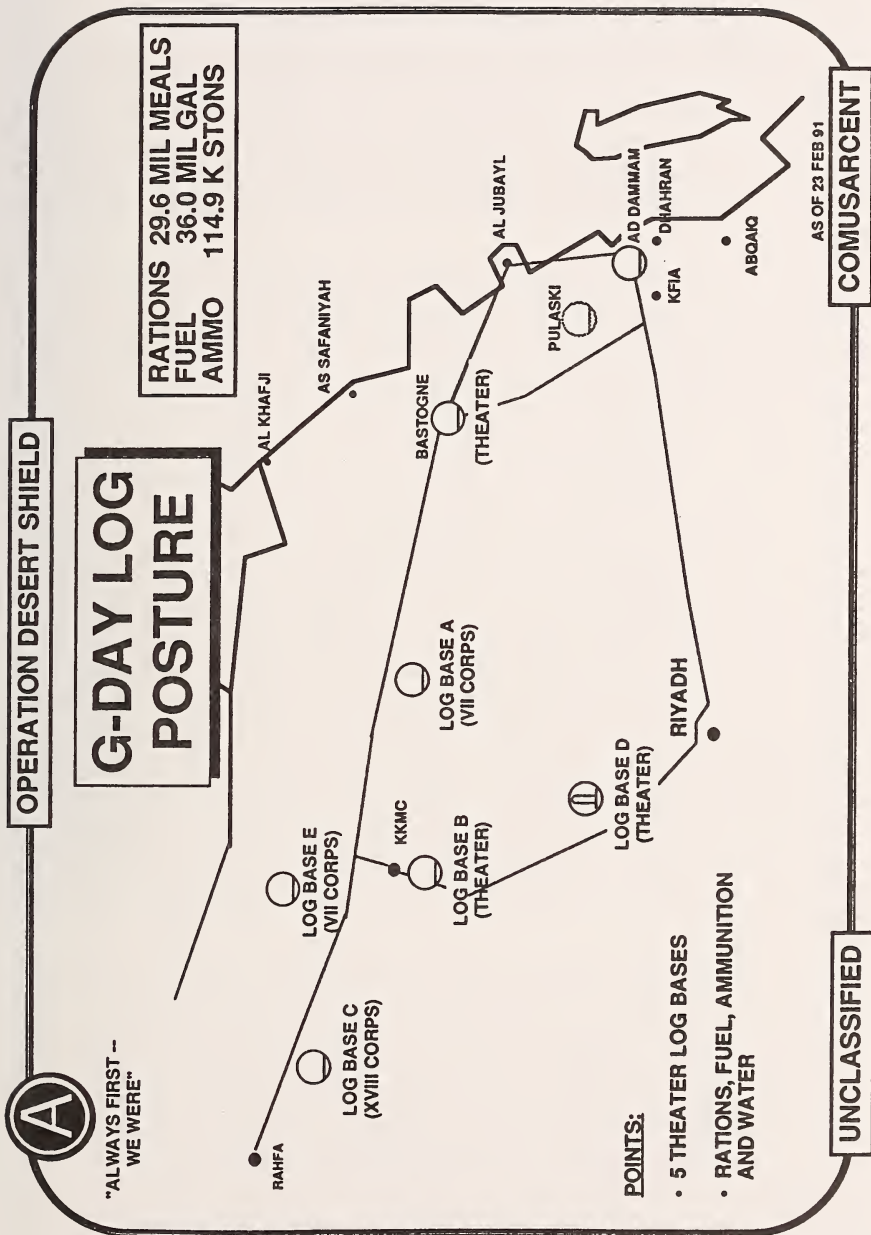 OPERATION DESERT SHIELD
A
"ALWAYS FIRST –
WE WERE"
G-DAY LOG
POSTURE
RATIONS 29.6 MIL MEALS
FUEL 36.0 MIL GAL
AMMO 114.9 K STONS
AL KHAFJI
AS SAFANIYAH
AL JUBAYL
BASTOGNE
(THEATER)
PULASKI
AD DAMMAM
DHAHRAN
KFIA
ABQAIQ
RAHFA
LOG BASE C
(XVIII CORPS)
LOG BASE E
(VII CORPS)
KKMC
LOG BASE B
(THEATER)
LOG BASE A
(VII CORPS)
LOG BASE D
(THEATER)
RIYADH
POINTS:
• 5 THEATER LOG BASES
• RATIONS, FUEL, AMMUNITION
AND WATER
AS OF 23 FEB 91
UNCLASSIFIED
COMUSARCENT